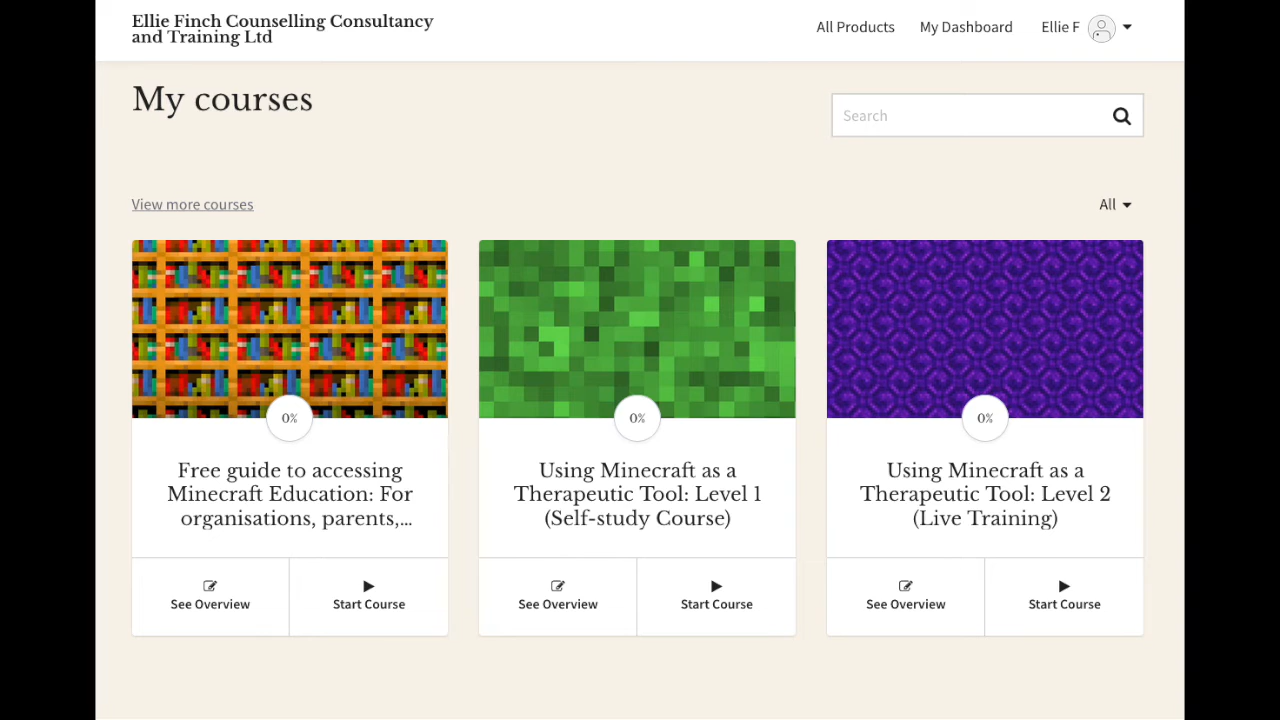 Ellie Finch Counselling Consultancy
and Training Ltd
All Products
My Dashboard
Ellie F
My courses
Search
View more courses
All
0%
0%
0%
Free guide to accessing
Minecraft Education: For
organisations, parents,...
Using Minecraft as a
Therapeutic Tool: Level 1
(Self-study Course)
Using Minecraft as a
Therapeutic Tool: Level 2
(Live Training)
See Overview
Start Course
See Overview
Start Course
See Overview
Start Course